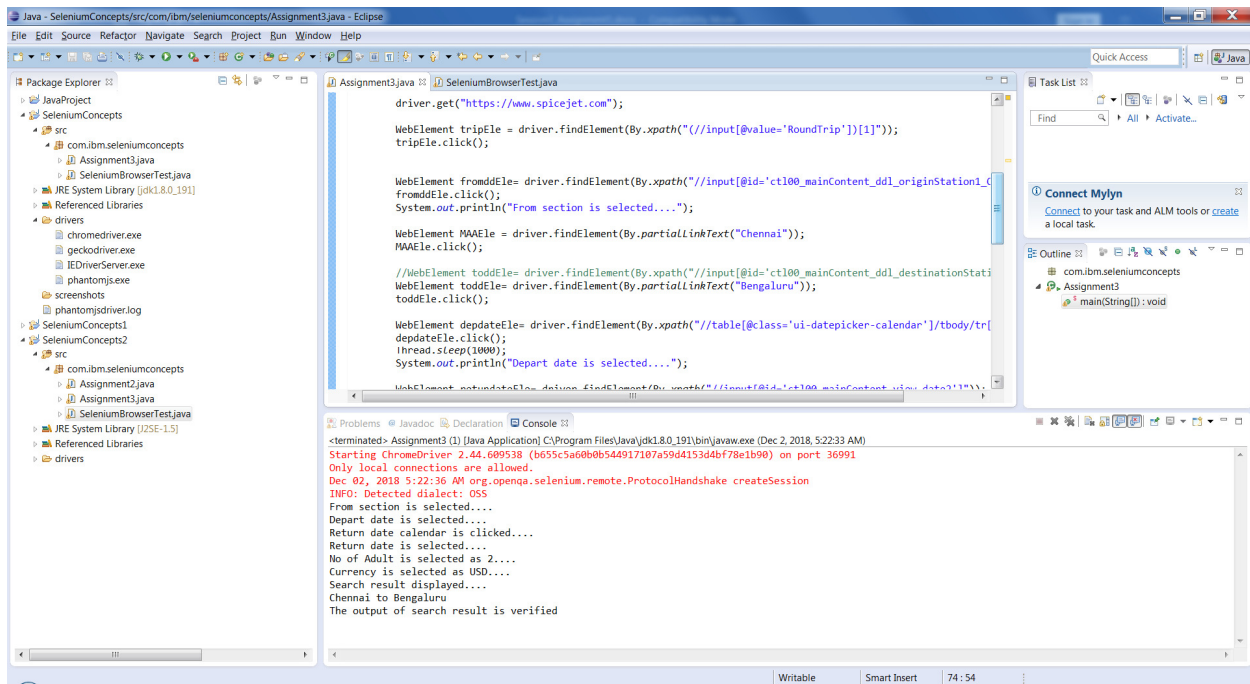 Java - SeleniumConcepts/src/com/ibm/seleniumconcepts/Assignment3.java - Eclipse
File Edit Source Refactor Navigate Search Project Run Window Help
Quick Access
Java
Package Explorer
JavaProject
SeleniumConcepts
src
com.ibm.seleniumconcepts
Assignment3.java
SeleniumBrowserTest.java
JRE System Library [jdk1.8.0_191]
Referenced Libraries
drivers
chromedriver.exe
geckodriver.exe
IEDriverServer.exe
phantomjs.exe
screenshots
phantomjsdriver.log
SeleniumConcepts1
SeleniumConcepts2
src
com.ibm.seleniumconcepts
Assignment2.java
Assignment3.java
SeleniumBrowserTest.java
JRE System Library [J2SE-1.5]
Referenced Libraries
drivers
Assignment3.java SeleniumBrowserTest.java
driver.get("https://www.spicejet.com");
WebElement tripEle = driver.findElement(By.xpath("(//input[@value='RoundTrip'])[1]"));
tripEle.click();
WebElement fromddEle= driver.findElement(By.xpath("//input[@id='ctl00_mainContent_ddl_originStation1_C
fromddEle.click();
System.out.println("From section is selected....");
WebElement MAAEle = driver.findElement(By.partialLinkText("Chennai"));
MAAEle.click();
//WebElement toddEle= driver.findElement(By.xpath("//input[@id='ctl00_mainContent_ddl_destinationStati
WebElement toddEle= driver.findElement(By.partialLinkText("Bengaluru"));
toddEle.click();
WebElement depdateEle= driver.findElement(By.xpath("//table[@class='ui-datepicker-calendar']/tbody/tr[
depdateEle.click();
Thread.sleep(1000);
System.out.println("Depart date is selected....");
WebElement retundateEle= driver.findElement(By.xpath("//input[@id='ctl00_mainContent_view_date2']"));
Task List
Find All Activate...
Connect Mylyn
Connect to your task and ALM tools or create
a local task.
Outline
com.ibm.seleniumconcepts
Assignment3
main(String[]) : void
Problems Javadoc Declaration Console
<terminated> Assignment3 (1) [Java Application] C:\Program Files\Java\jdk1.8.0_191\bin\javaw.exe (Dec 2, 2018, 5:22:33 AM)
Starting ChromeDriver 2.44.609538 (b655c5a60b0b544917107a59d4153d4bf78e1b90) on port 36991
Only local connections are allowed.
Dec 02, 2018 5:22:36 AM org.openqa.selenium.remote.ProtocolHandshake createSession
INFO: Detected dialect: OSS
From section is selected....
Depart date is selected....
Return date calendar is clicked....
Return date is selected....
No of Adult is selected as 2....
Currency is selected as USD....
Search result displayed....
Chennai to Bengaluru
The output of search result is verified
Writable Smart Insert 74 : 54